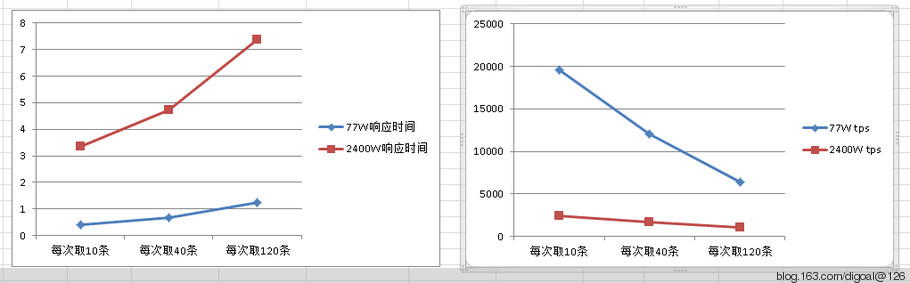 8
7
6
5
4
3
2
1
0
每次取10条 每次取40条 每次取120条
77W响应时间
2400W响应时间
25000
20000
15000
10000
5000
0
每次取10条 每次取40条 每次取120条
77W tps
2400W tps
blog.163.com/digoal@126